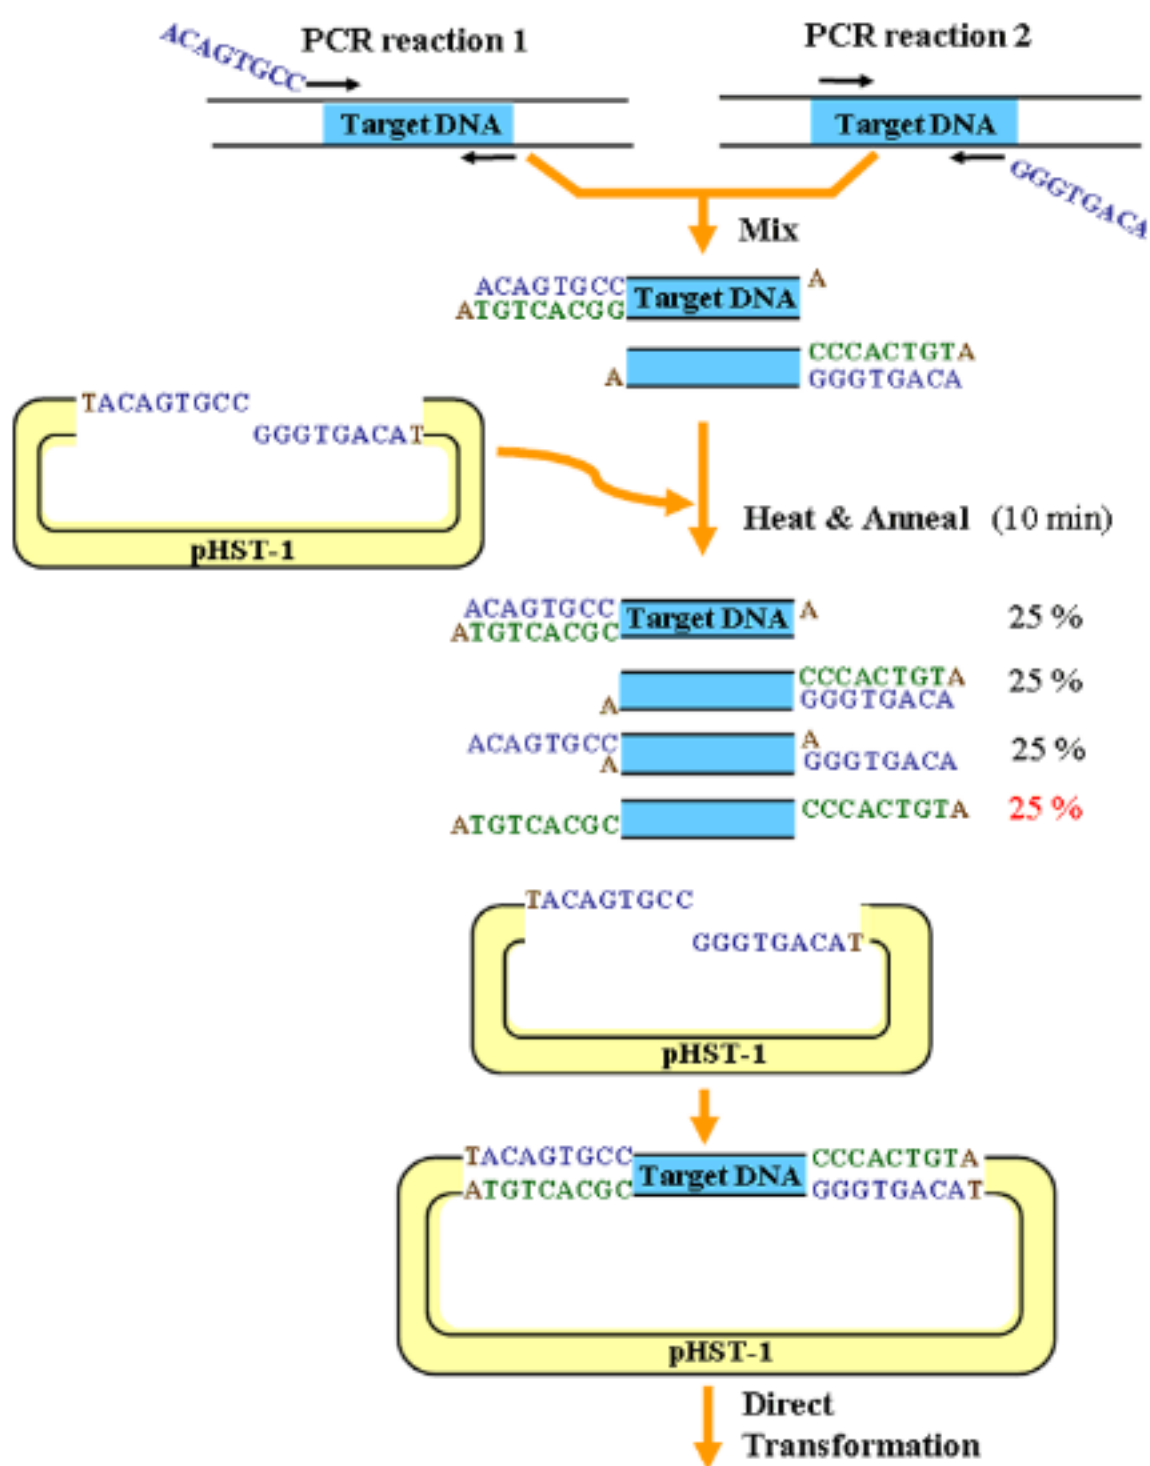 ACAGTGCC
PCR reaction 1
PCR reaction 2
Target DNA
Target DNA
GGGTGACA
Mix
ACAGTGCC
A
ATGTCACGG
Target DNA
CCCACTGTA
A
GGGTGACA
TACAGTGCC
GGGTGACAT
pHST-1
Heat & Anneal (10 min)
ACAGTGCC
A
ATGTCACGC
Target DNA
25 %
CCCACTGTA
A
GGGTGACA
25 %
ACAGTGCC
A
A
GGGTGACA
25 %
ATGTCACGC
CCCACTGTA
25 %
TACAGTGCC
GGGTGACAT
pHST-1
TACAGTGCC
CCCACTGTA
ATGTCACGC
Target DNA
GGGTGACAT
pHST-1
Direct
Transformation